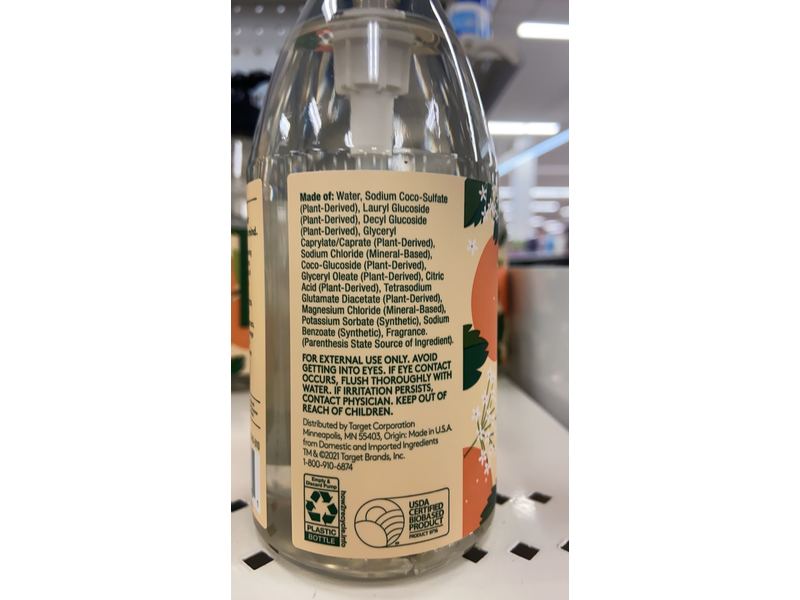 Made of: Water, Sodium Coco-Sulfate
(Plant-Derived), Lauryl Glucoside
(Plant-Derived), Decyl Glucoside
(Plant-Derived), Glyceryl
Caprylate/Caprate (Plant-Derived),
Sodium Chloride (Mineral-Based),
Coco-Glucoside (Plant-Derived),
Glyceryl Oleate (Plant-Derived), Citric
Acid (Plant-Derived), Tetrasodium
Glutamate Diacetate (Plant-Derived),
Magnesium Chloride (Mineral-Based),
Potassium Sorbate (Synthetic), Sodium
Benzoate (Synthetic), Fragrance.
(Parenthesis State Source of Ingredient).
FOR EXTERNAL USE ONLY. AVOID
GETTING INTO EYES. IF EYE CONTACT
OCCURS, FLUSH THOROUGHLY WITH
WATER. IF IRRITATION PERSISTS,
CONTACT PHYSICIAN. KEEP OUT OF
REACH OF CHILDREN.
Distributed by Target Corporation
Minneapolis, MN 55403, Origin: Made in U.S.A.
from Domestic and Imported Ingredients
TM & ©2021 Target Brands, Inc.
1-800-910-6874
Empty &
Discard Pump
PLASTIC
BOTTLE
how2recycle.info
USDA
CERTIFIED
BIOBASED
PRODUCT
PRODUCT 97%